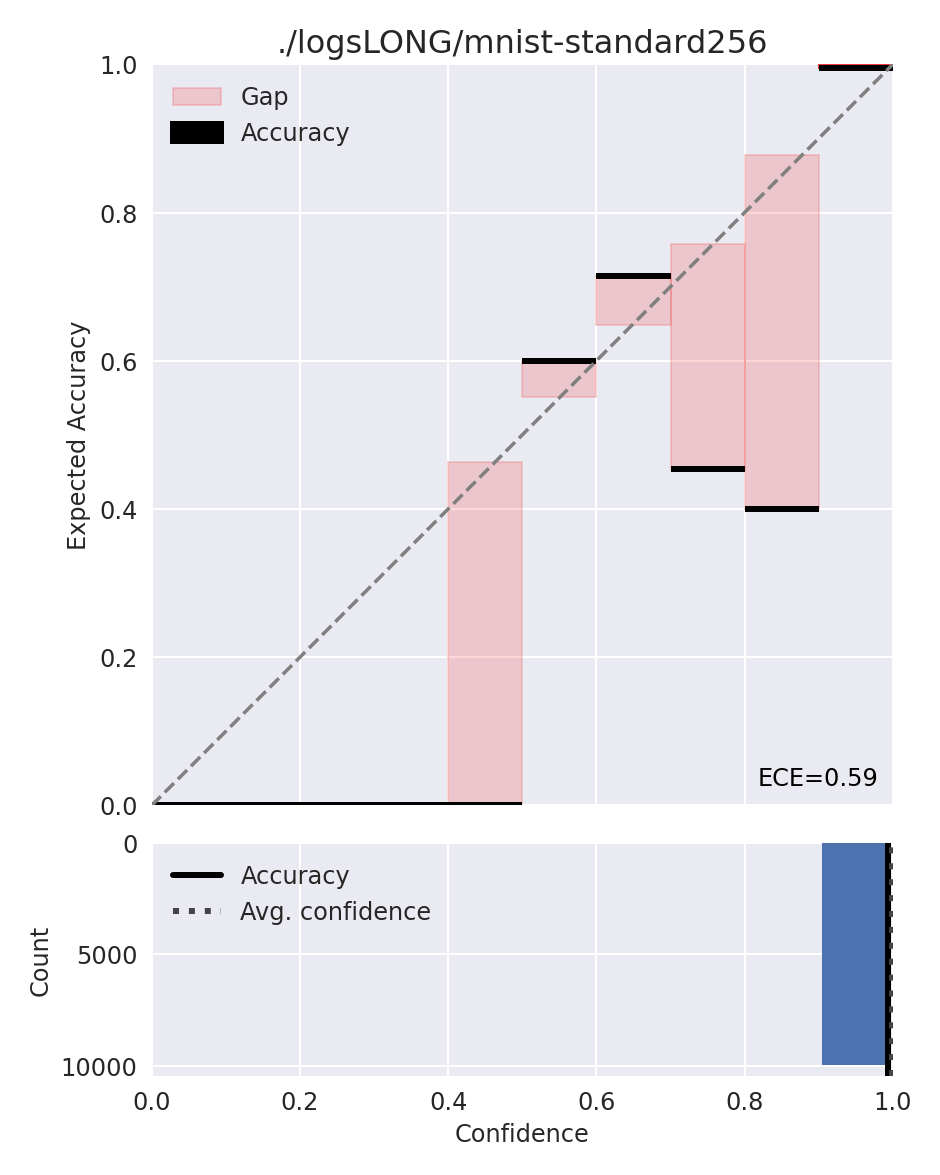 ./logsLONG/mnist-standard256
1.0
Gap
Accuracy
0.8
0.6
Expected Accuracy
0.4
0.2
ECE=0.59
0.0
0
Accuracy
Avg. confidence
5000
Count
10000
0.0 0.2 0.4 0.6 0.8 1.0
Confidence